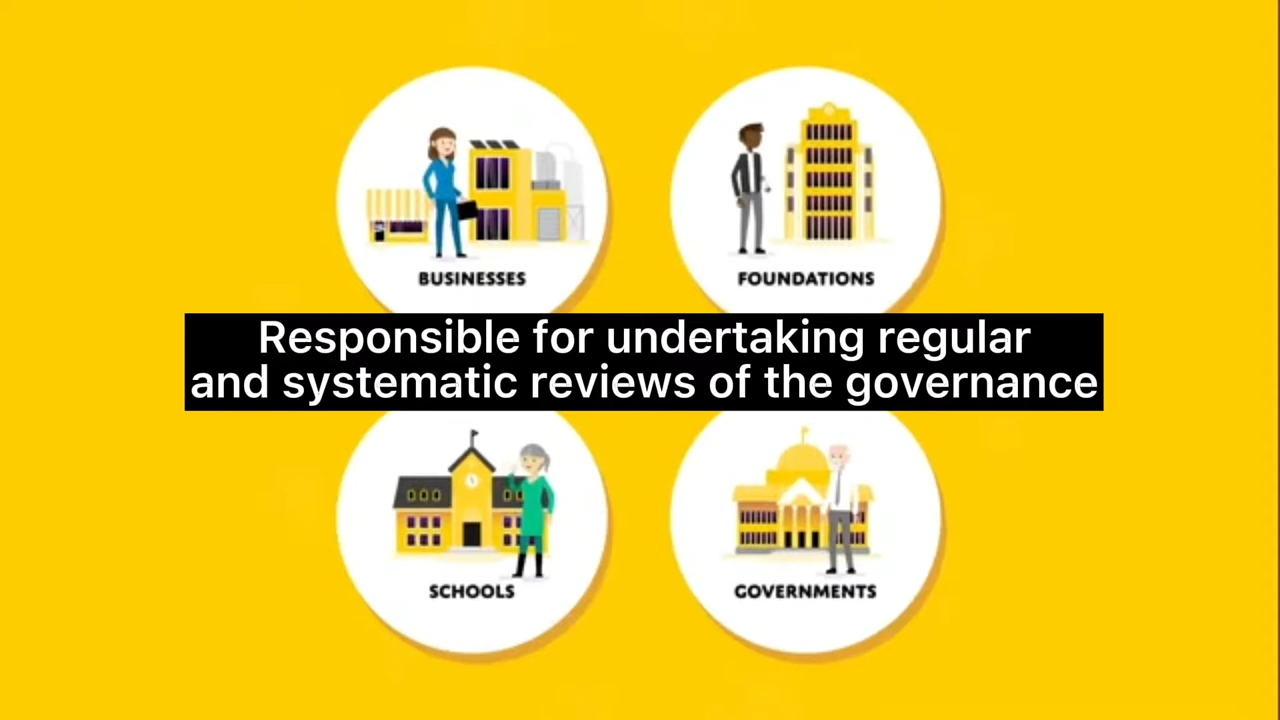 BUSINESSES
FOUNDATIONS
Responsible for undertaking regular
and systematic reviews of the governance
SCHOOLS
GOVERNMENTS